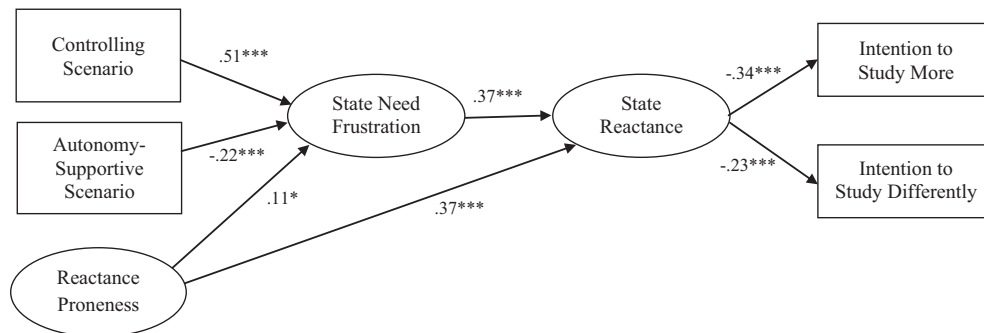 Controlling
Scenario
.51***
Autonomy-
Supportive
Scenario
-.22***
Reactance
Proneness
.11*
.37***
State Need
Frustration
.37***
State
Reactance
-.34***
-.23***
Intention to
Study More
Intention to
Study Differently